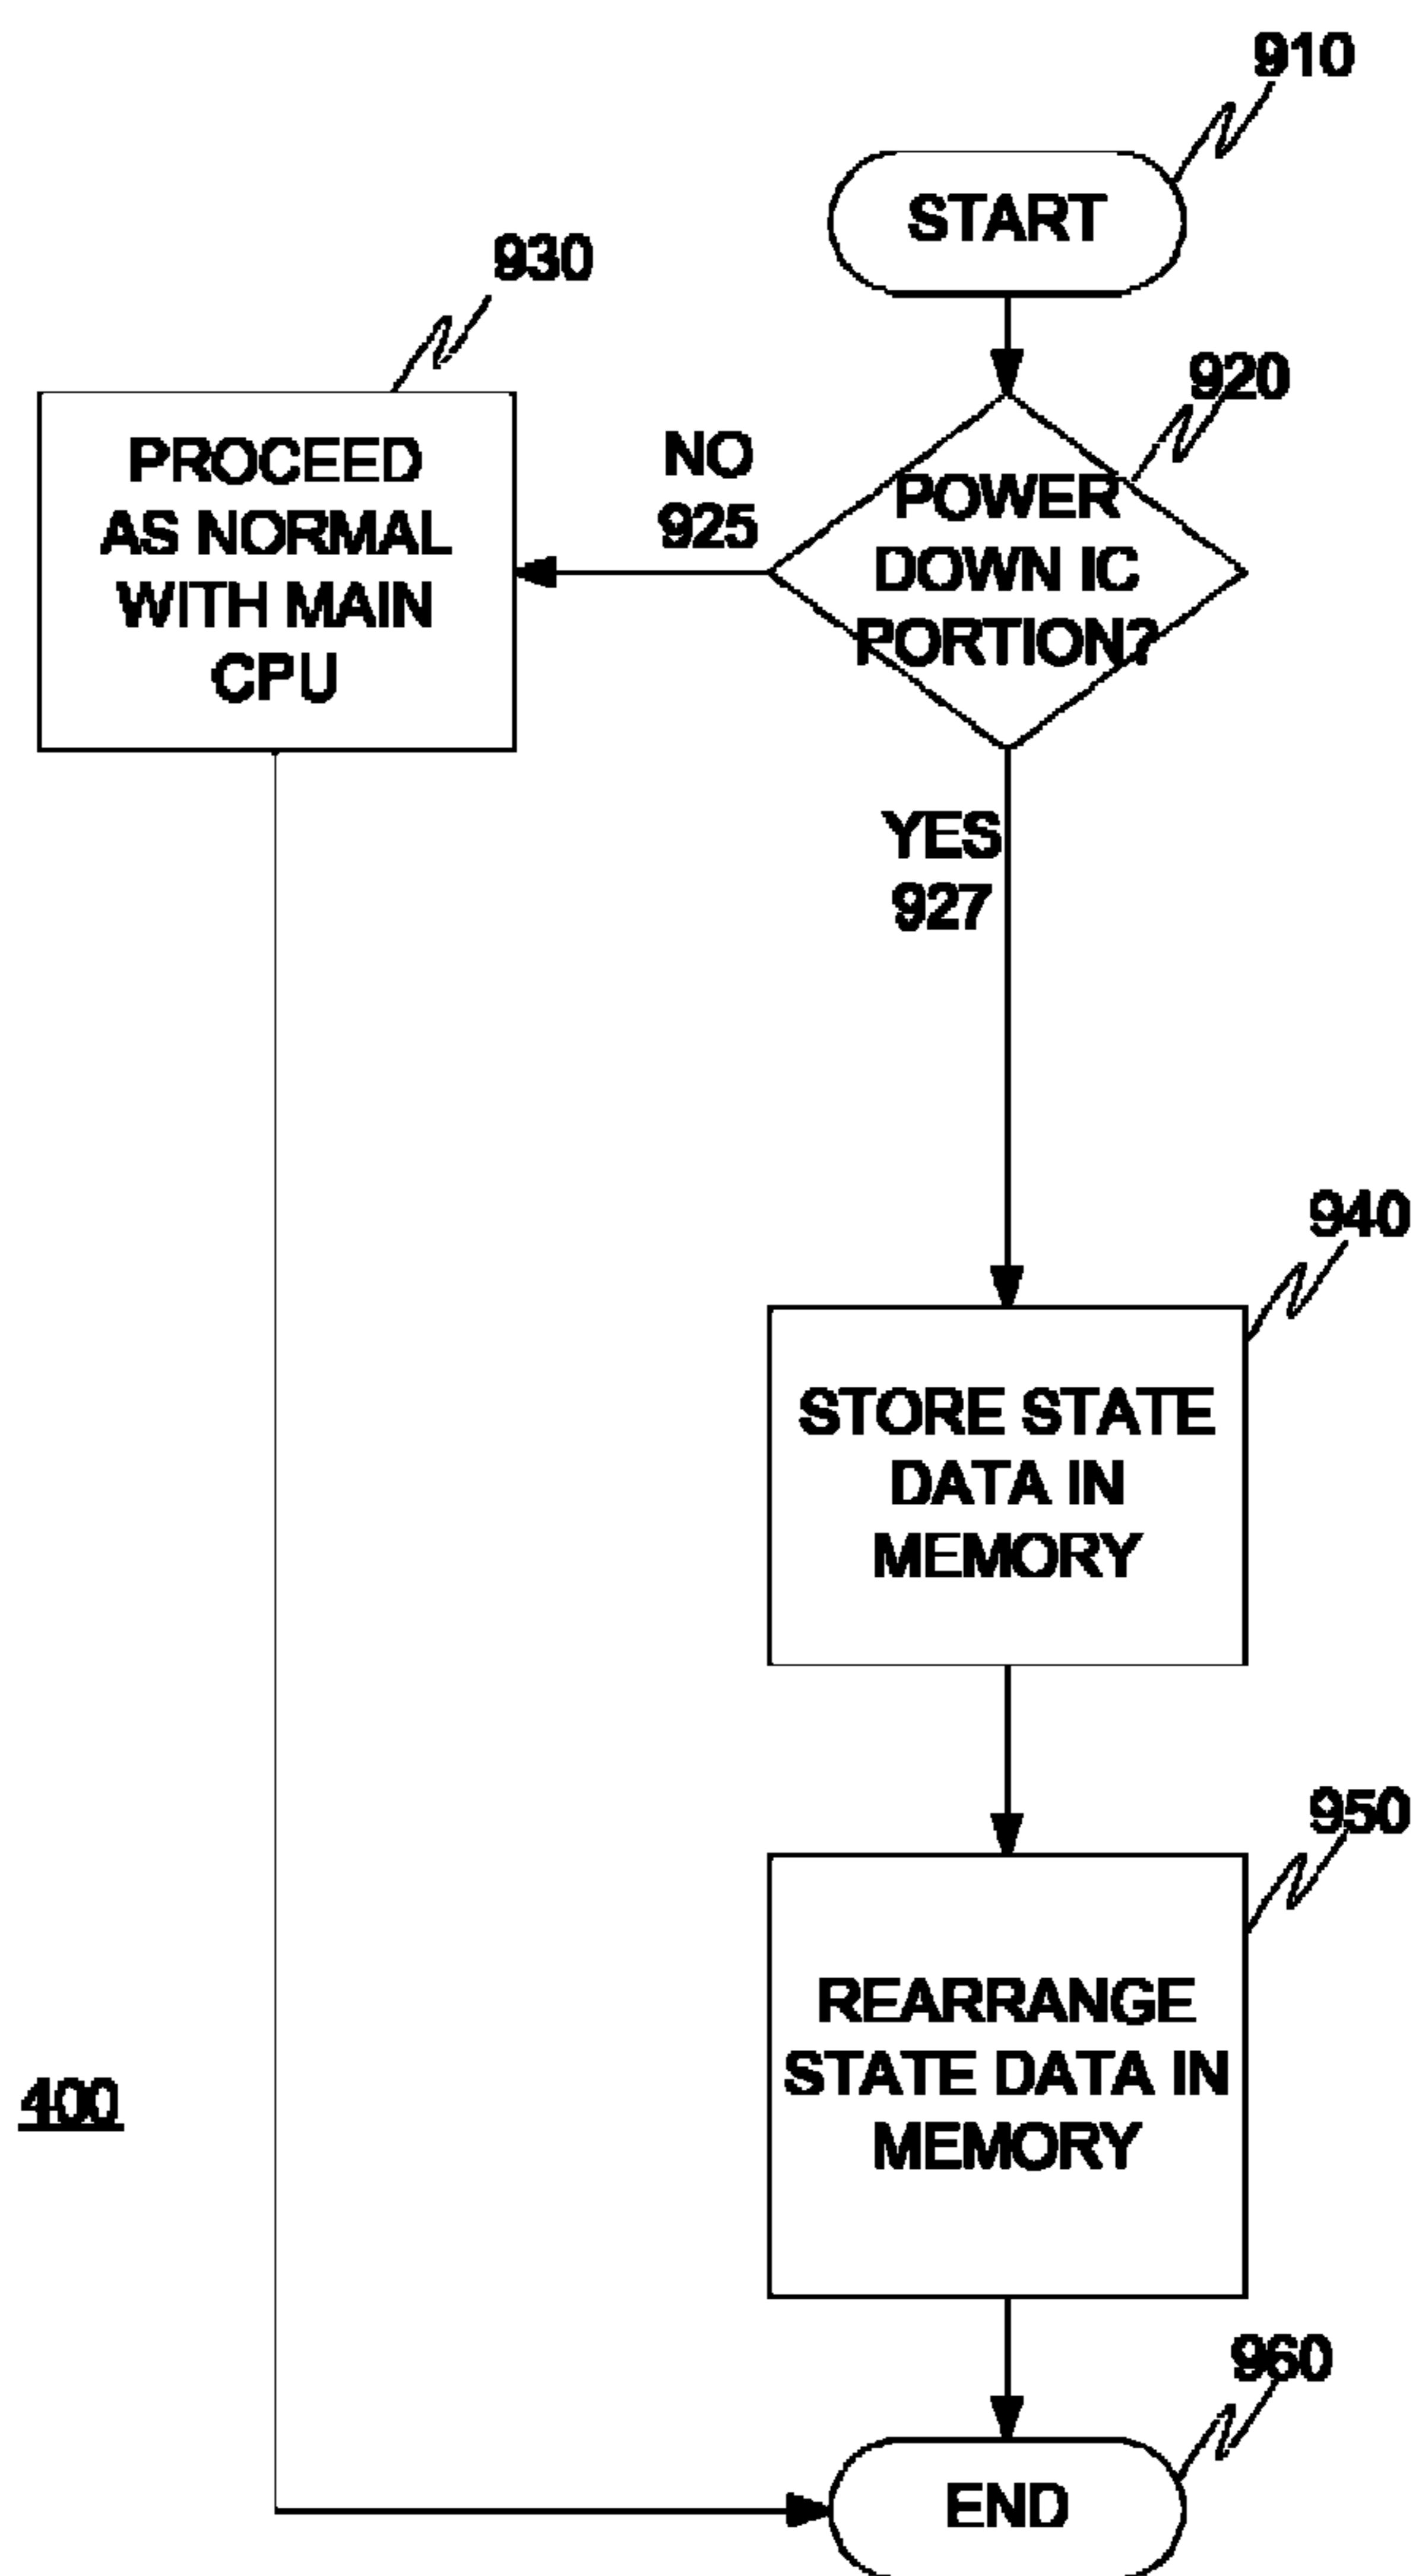 910
START
930
920
PROCEED
AS NORMAL
WITH MAIN
CPU
NO
925
POWER
DOWN IC
PORTION?
YES
927
940
STORE STATE
DATA IN
MEMORY
950
REARRANGE
STATE DATA IN
MEMORY
400
960
END